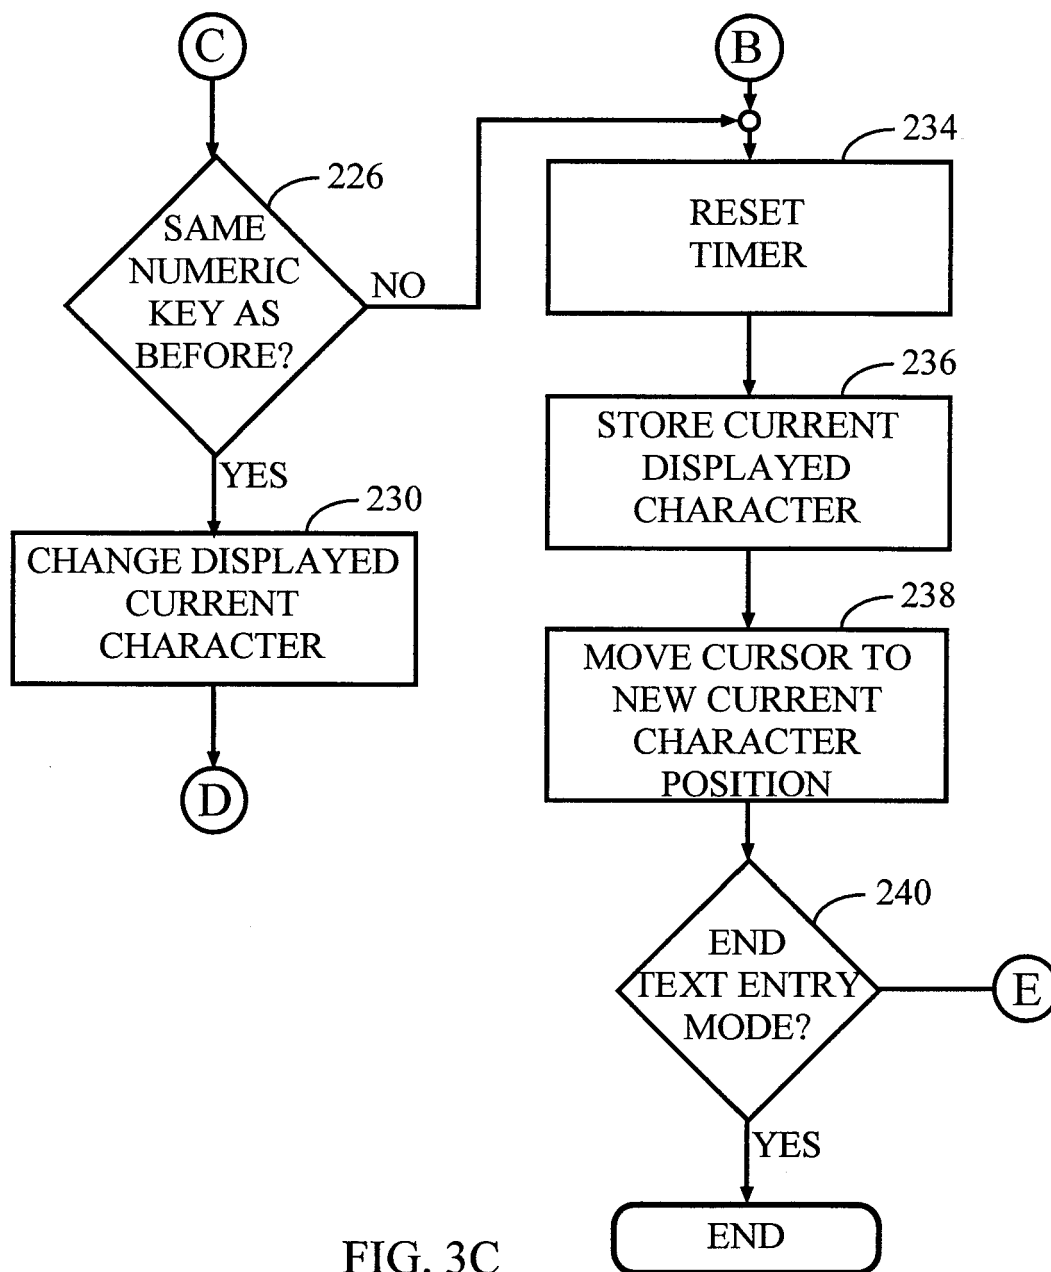 C
226
SAME
NUMERIC
KEY AS
BEFORE?
NO
YES
230
CHANGE DISPLAYED
CURRENT
CHARACTER
D
B
234
RESET
TIMER
236
STORE CURRENT
DISPLAYED
CHARACTER
238
MOVE CURSOR TO
NEW CURRENT
CHARACTER
POSITION
240
END
TEXT ENTRY
MODE?
E
YES
END
FIG. 3C